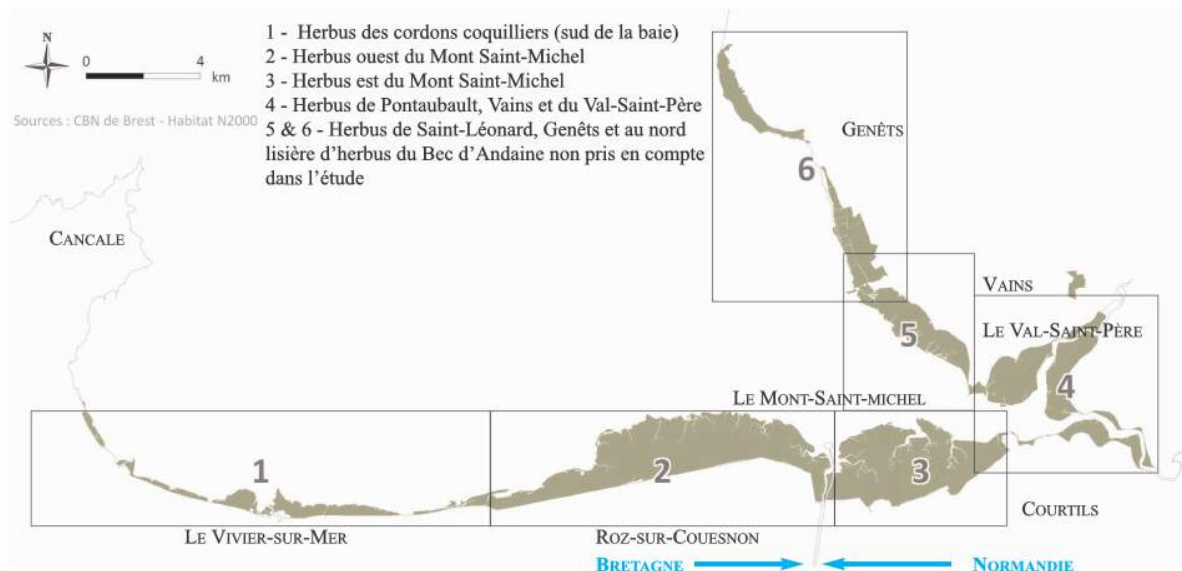 1 - Herbus des cordons coquilliers (sud de la baie)
2 - Herbus ouest du Mont Saint-Michel
3 - Herbus est du Mont Saint-Michel
4 - Herbus de Pontaubault, Vains et du Val-Saint-Père
5 & 6 - Herbus de Saint-Léonard, Genêts et au nord
lisière d'herbus du Bec d'Andaine non pris en compte
dans l'étude
N
0 4
km
Sources : CBN de Brest - Habitat N2000
GENÊTS
6
CANCALE
VAINS
5
LE VAL-SAINT-PÈRE
4
LE MONT-SAINT-MICHEL
1
2
3
LE VIVIER-SUR-MER
ROZ-SUR-COUESNON
COURTILS
BRETAGNE
NORMANDIE